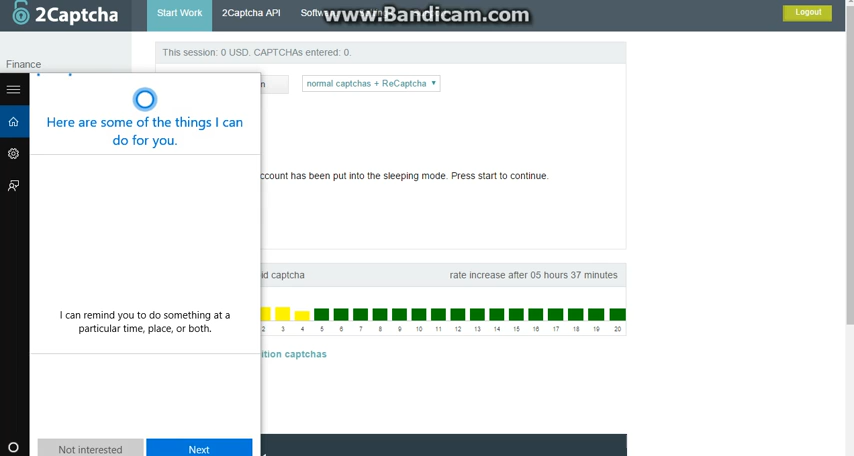 2Captcha
Start Work
2Captcha API
www.Bandicam.com
Logout
This session: 0 USD. CAPTCHAs entered: 0.
Finance
normal captchas + ReCaptcha
Here are some of the things I can
do for you.
ccount has been put into the sleeping mode. Press start to continue.
id captcha
rate increase after 05 hours 37 minutes
I can remind you to do something at a
particular time, place, or both.
2 3 4 5 6 7 8 9 10 11 12 13 14 15 16 17 18 19 20
ition captchas
Not interested
Next